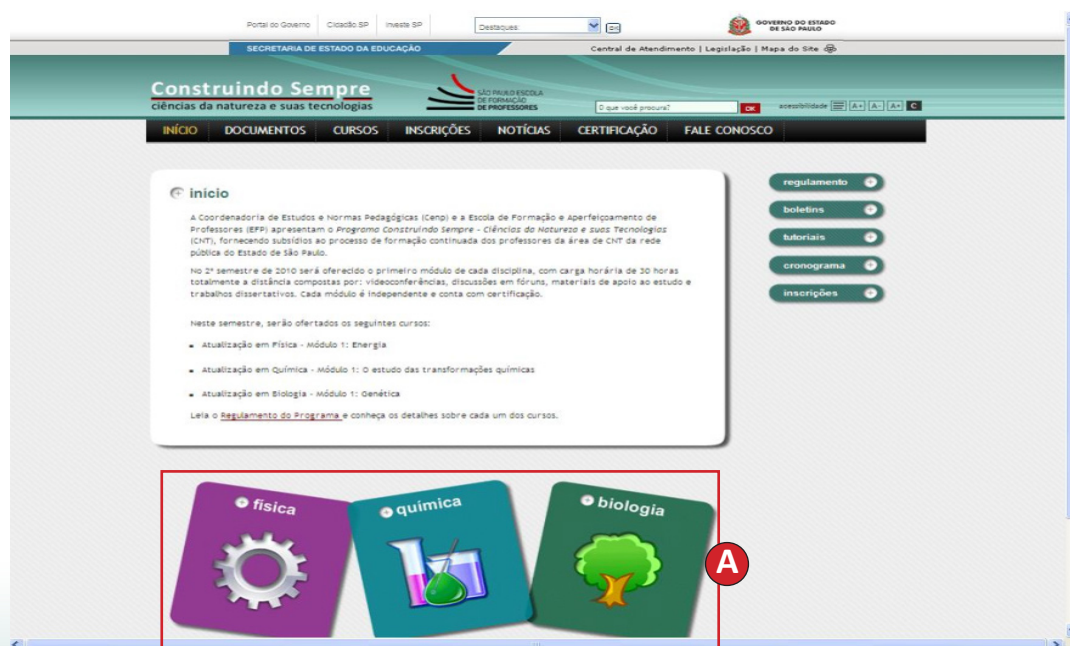 Portal do Governo Cidadão.SP Investe SP Destaques: OK GOVERNO DO ESTADO
DE SÃO PAULO
SECRETARIA DE ESTADO DA EDUCAÇÃO Central de Atendimento | Legislação | Mapa do Site
Construindo Sempre
ciências da natureza e suas tecnologias
SÃO PAULO ESCOLA
DE FORMAÇÃO
DE PROFESSORES
O que você procura? OK acessibilidade A+ A- A+ C
INÍCIO DOCUMENTOS CURSOS INSCRIÇÕES NOTÍCIAS CERTIFICAÇÃO FALE CONOSCO
início
A Coordenadoria de Estudos e Normas Pedagógicas (Cenp) e a Escola de Formação e Aperfeiçoamento de
Professores (EFP) apresentam o Programa Construindo Sempre - Ciências da Natureza e suas Tecnologias
(CNT), fornecendo subsídios ao processo de formação continuada dos professores da área de CNT da rede
pública do Estado de São Paulo.
No 2º semestre de 2010 será oferecido o primeiro módulo de cada disciplina, com carga horária de 30 horas
totalmente a distância compostas por: videoconferências, discussões em fóruns, materiais de apoio ao estudo e
trabalhos dissertativos. Cada módulo é independente e conta com certificação.
Neste semestre, serão ofertados os seguintes cursos:
Atualização em Física - Módulo 1: Energia
Atualização em Química - Módulo 1: O estudo das transformações químicas
Atualização em Biologia - Módulo 1: Genética
Leia o Regulamento do Programa e conheça os detalhes sobre cada um dos cursos.
regulamento
boletins
tutoriais
cronograma
inscrições
física
química
biologia
A